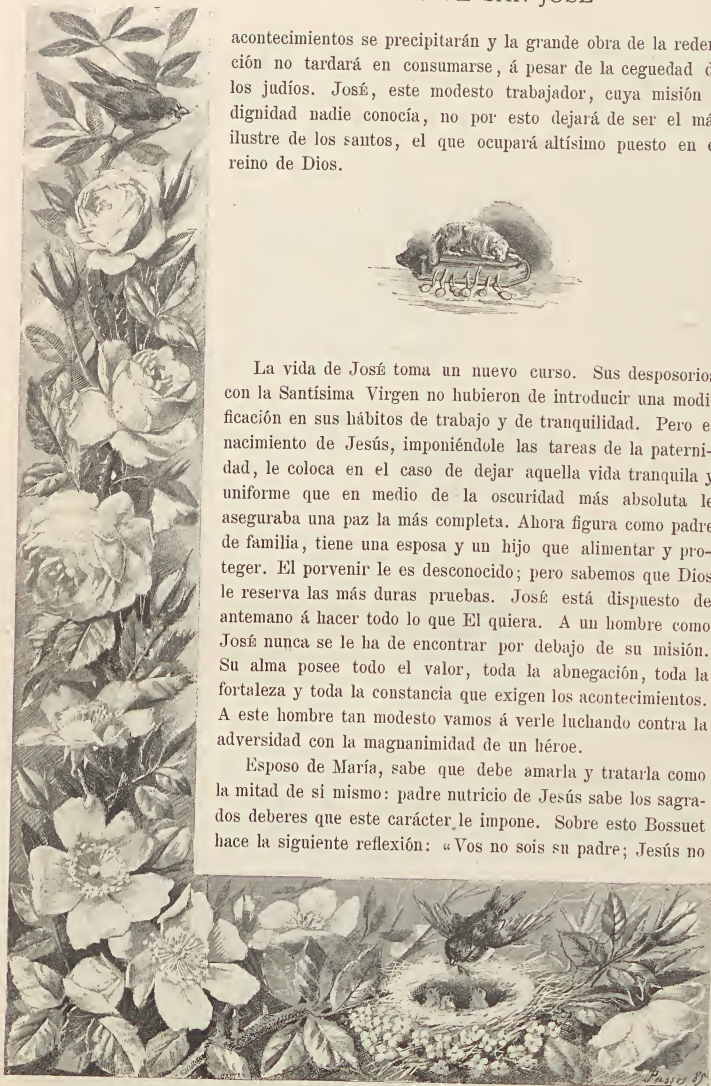 DE SAN JOSÉ
acontecimientos se precipitarán y la grande obra de la reden
ción no tardará en consumarse, á pesar de la ceguedad d
los judíos. José, este modesto trabajador, cuya misión
dignidad nadie conocía, no por esto dejará de ser el má
ilustre de los santos, el que ocupará altísimo puesto en e
reino de Dios.
La vida de José toma un nuevo curso. Sus desposorios
con la Santísima Virgen no hubieron de introducir una modi-
ficación en sus hábitos de trabajo y de tranquilidad. Pero e
nacimiento de Jesús, imponiéndole las tareas de la paterni-
dad, le coloca en el caso de dejar aquella vida tranquila y
uniforme que en medio de la oscuridad más absoluta le
aseguraba una paz la más completa. Ahora figura como padre
de familia, tiene una esposa y un hijo que alimentar y pro-
teger. El porvenir le es desconocido; pero sabemos que Dios
le reserva las más duras pruebas. José está dispuesto de
antemano á hacer todo lo que El quiera. A un hombre como
José nunca se le ha de encontrar por debajo de su misión.
Su alma posee todo el valor, toda la abnegación, toda la
fortaleza y toda la constancia que exigen los acontecimientos.
A este hombre tan modesto vamos á verle luchando contra la
adversidad con la magnanimidad de un héroe.
Esposo de María, sabe que debe amarla y tratarla como
la mitad de si mismo: padre nutricio de Jesús sabe los sagra-
dos deberes que este carácter le impone. Sobre esto Bossuet
hace la siguiente reflexión: «Vos no sois su padre; Jesús no